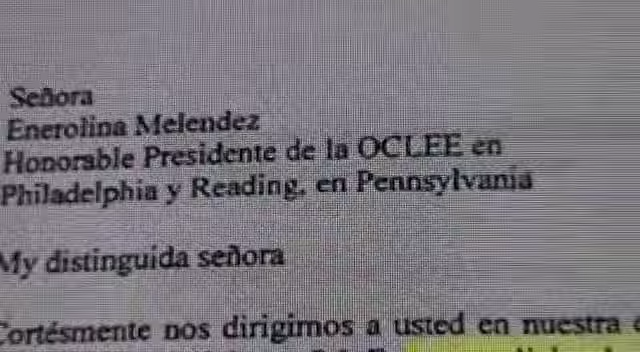 Señora
Enerolina Melendez
Honorable Presidente de la OCLEE en
Philadelphia y Reading, en Pennsylvania
My distinguida señora
Cortésmente nos dirigimos a usted en nuestra